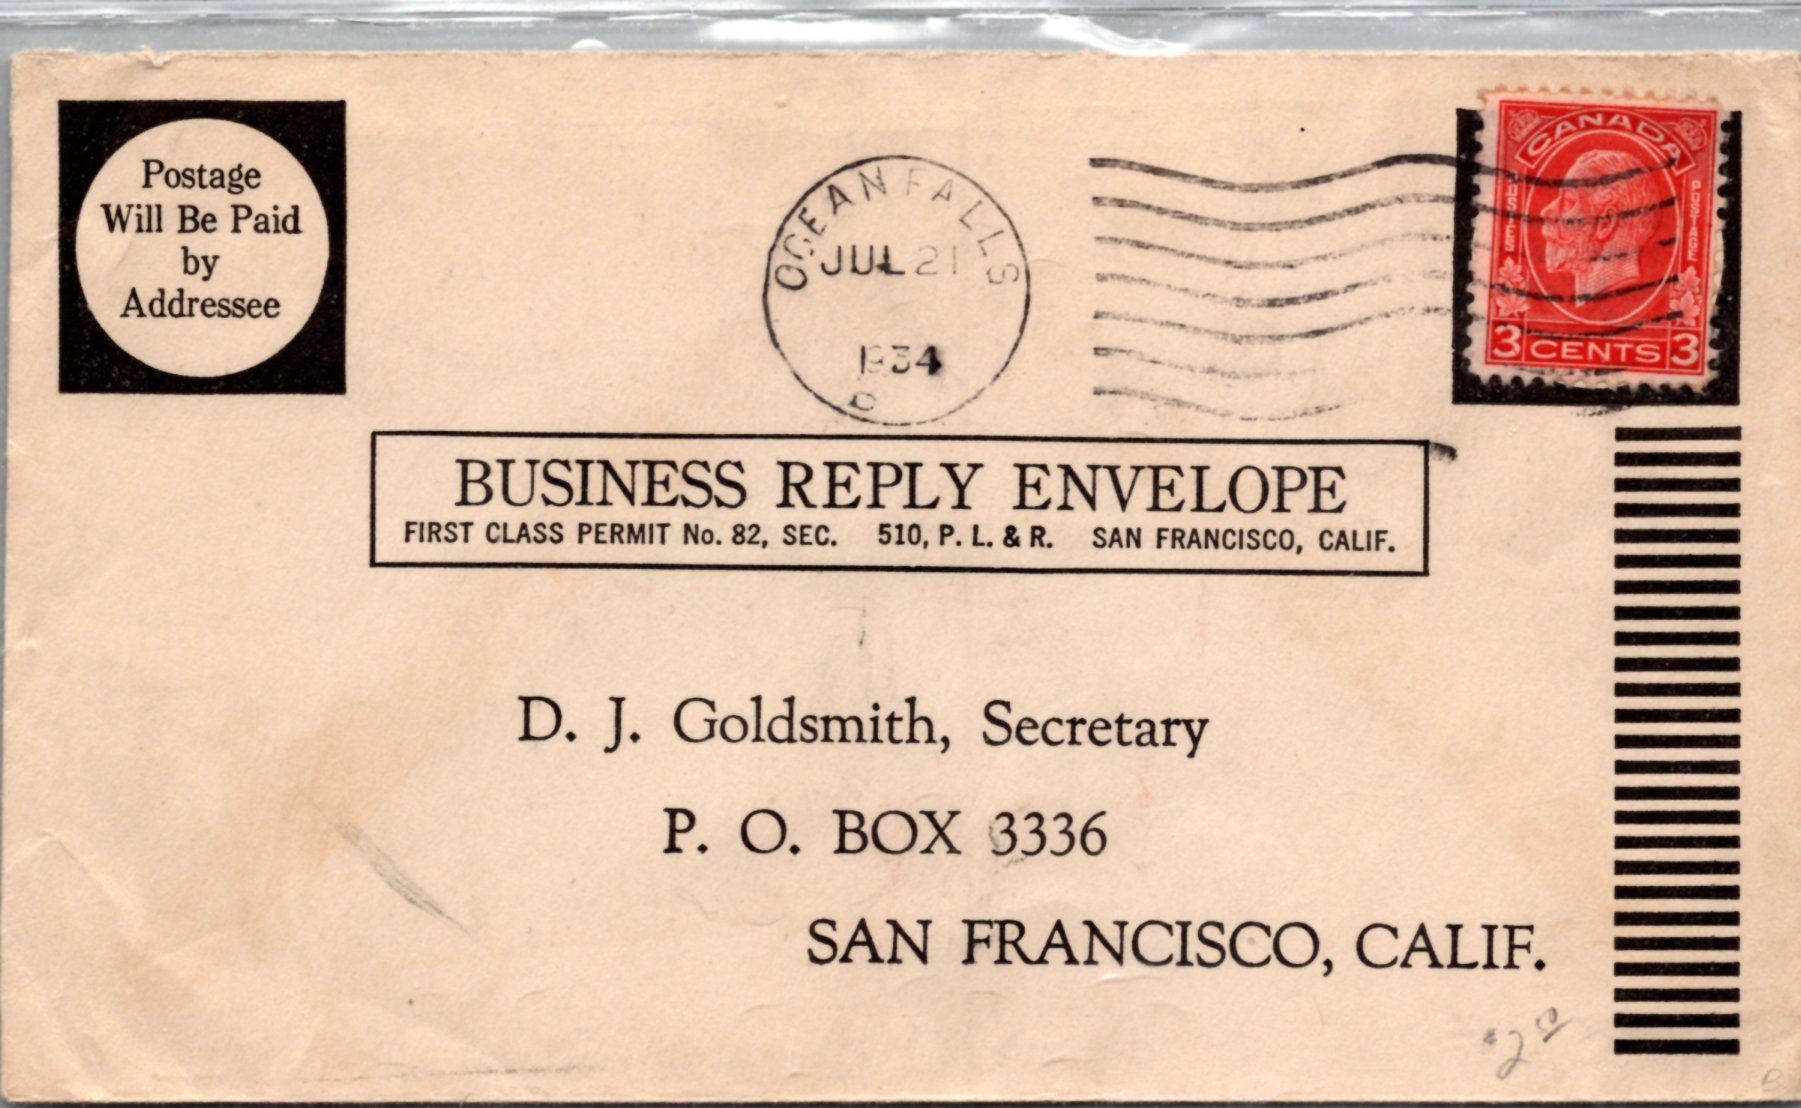 Postage
Will Be Paid
by
Addressee
OCEAN FALLS
JUL 21
1934
B
CANADA
POSTES
POSTAGE
3 CENTS 3
BUSINESS REPLY ENVELOPE
FIRST CLASS PERMIT No. 82, SEC. 510, P. L. & R. SAN FRANCISCO, CALIF.
D. J. Goldsmith, Secretary
P. O. BOX 3336
SAN FRANCISCO, CALIF.